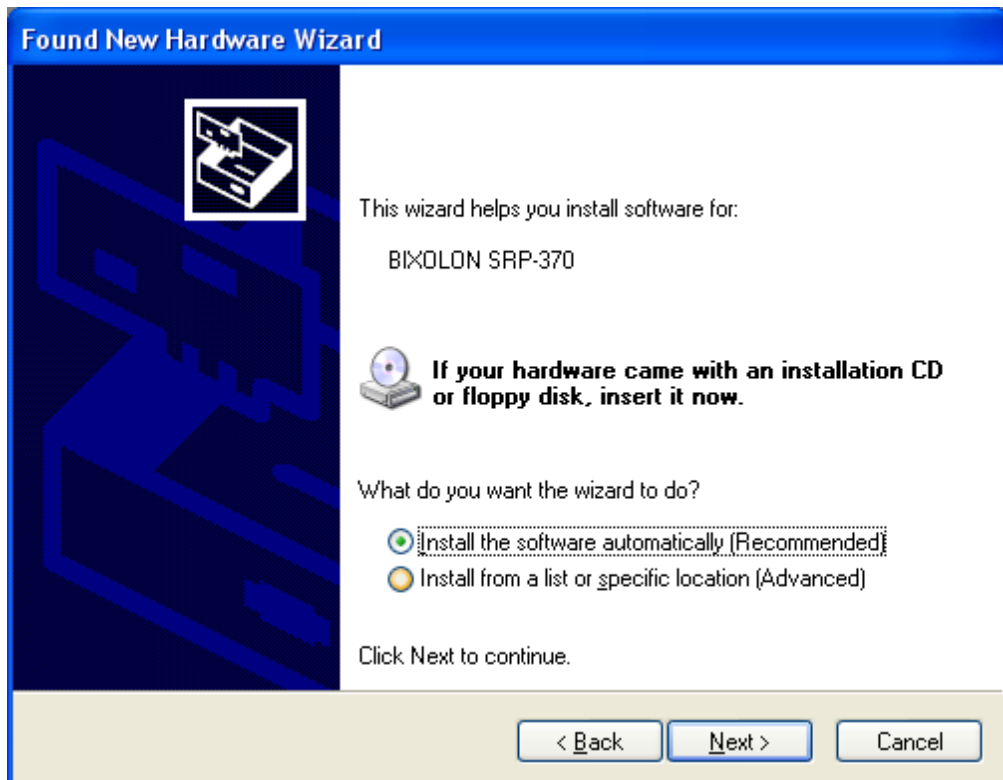 Found New Hardware Wizard
This wizard helps you install software for:
BIXOLON SRP-370
If your hardware came with an installation CD
or floppy disk, insert it now.
What do you want the wizard to do?
Install the software automatically (Recommended)
Install from a list or specific location (Advanced)
Click Next to continue.
< Back
Next >
Cancel